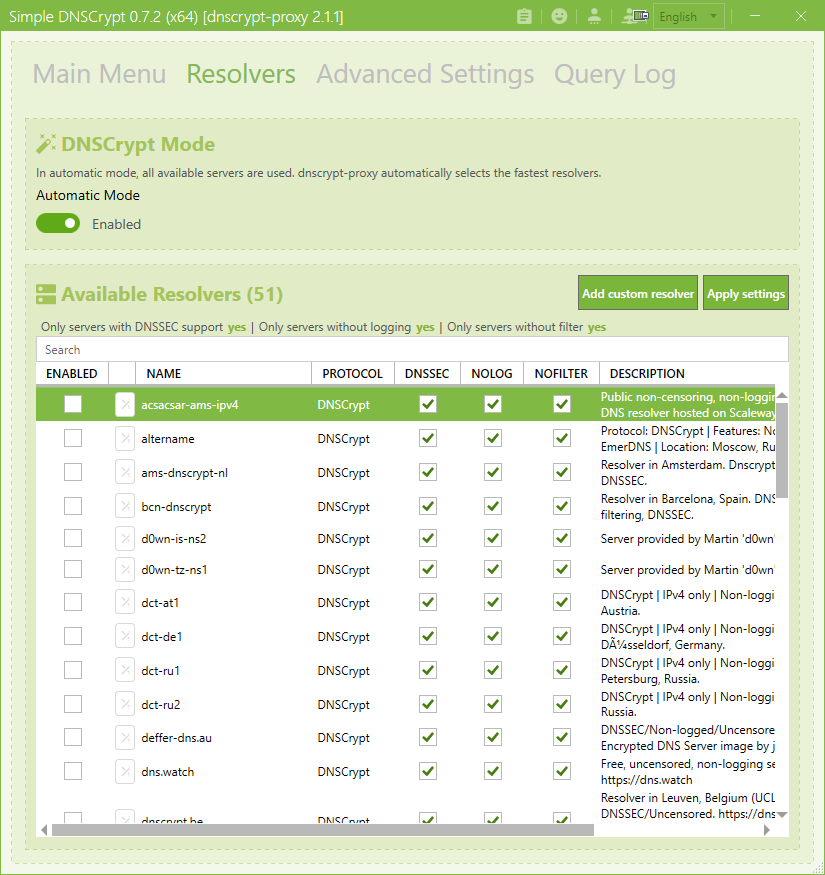 Simple DNSCrypt 0.7.2 (x64) [dnscrypt-proxy 2.1.1]
English
Main Menu Resolvers Advanced Settings Query Log
DNSCrypt Mode
In automatic mode, all available servers are used. dnscrypt-proxy automatically selects the fastest resolvers.
Automatic Mode
Enabled
Available Resolvers (51)
Add custom resolver Apply settings
Only servers with DNSSEC support yes | Only servers without logging yes | Only servers without filter yes
Search
ENABLED NAME PROTOCOL DNSSEC NOLOG NOFILTER DESCRIPTION
acsacsar-ams-ipv4 DNSCrypt Public non-censoring, non-loggin
DNS resolver hosted on Scaleway
altername DNSCrypt Protocol: DNSCrypt | Features: No
EmerDNS | Location: Moscow, Ru
ams-dnscrypt-nl DNSCrypt Resolver in Amsterdam. Dnscrypt
DNSSEC.
bcn-dnscrypt DNSCrypt Resolver in Barcelona, Spain. DNS
filtering, DNSSEC.
d0wn-is-ns2 DNSCrypt Server provided by Martin 'd0wn'
d0wn-tz-ns1 DNSCrypt Server provided by Martin 'd0wn'
dct-at1 DNSCrypt DNSCrypt | IPv4 only | Non-loggi
Austria.
dct-de1 DNSCrypt DNSCrypt | IPv4 only | Non-loggi
DÃ¼sseldorf, Germany.
dct-ru1 DNSCrypt DNSCrypt | IPv4 only | Non-loggi
Petersburg, Russia.
dct-ru2 DNSCrypt DNSCrypt | IPv4 only | Non-loggi
Russia.
deffer-dns.au DNSCrypt DNSSEC/Non-logged/Uncensore
Encrypted DNS Server image by j
dns.watch DNSCrypt Free, uncensored, non-logging se
https://dns.watch
dnscrypt.be DNSCrypt Resolver in Leuven, Belgium (UCL
DNSSEC/Uncensored. https://dns